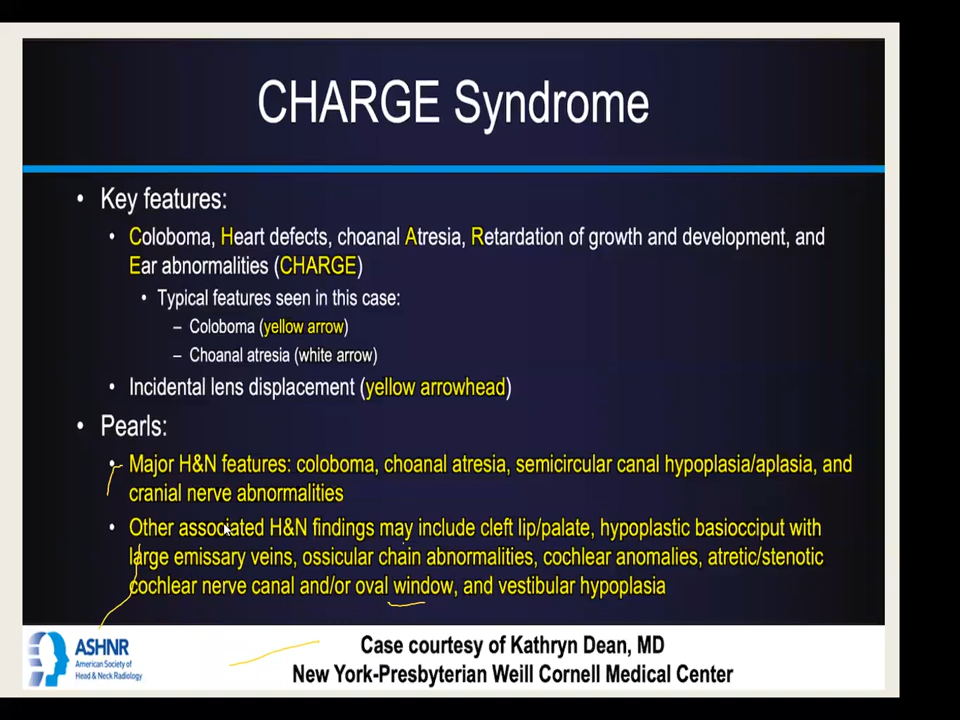 CHARGE Syndrome
• Key features:
• Coloboma, Heart defects, choanal Atresia, Retardation of growth and development, and
Ear abnormalities (CHARGE)
• Typical features seen in this case:
– Coloboma (yellow arrow)
– Choanal atresia (white arrow)
• Incidental lens displacement (yellow arrowhead)
• Pearls:
• Major H&N features: coloboma, choanal atresia, semicircular canal hypoplasia/aplasia, and
cranial nerve abnormalities
• Other associated H&N findings may include cleft lip/palate, hypoplastic basiocciput with
large emissary veins, ossicular chain abnormalities, cochlear anomalies, atretic/stenotic
cochlear nerve canal and/or oval window, and vestibular hypoplasia
ASHNR
American Society of
Head & Neck Radiology
Case courtesy of Kathryn Dean, MD
New York-Presbyterian Weill Cornell Medical Center